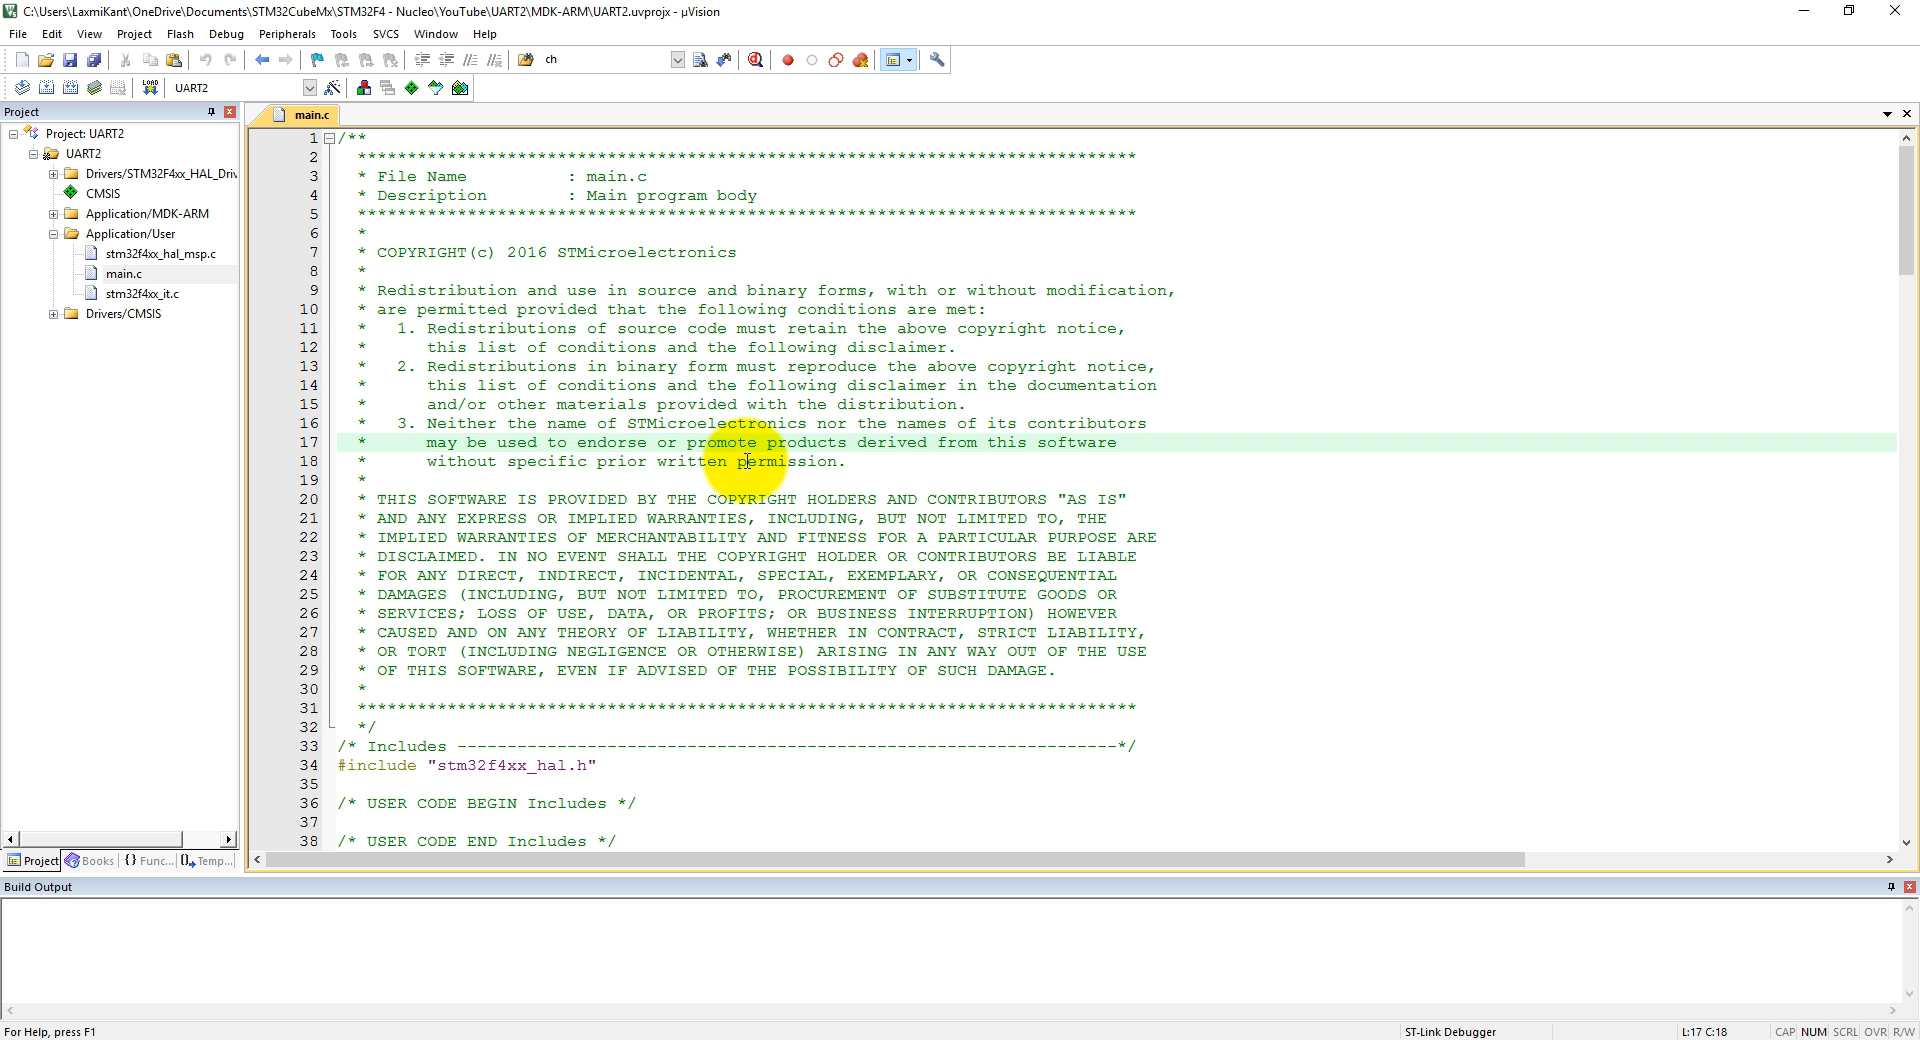 C:\Users\LaxmiKant\OneDrive\Documents\STM32CubeMx\STM32F4 - Nucleo\YouTube\UART2\MDK-ARM\UART2.uvprojx - µVision
File Edit View Project Flash Debug Peripherals Tools SVCS Window Help
ch
LOAD
UART2
Project
Project: UART2
UART2
Drivers/STM32F4xx_HAL_Driv
CMSIS
Application/MDK-ARM
Application/User
stm32f4xx_hal_msp.c
main.c
stm32f4xx_it.c
Drivers/CMSIS
Project Books {} Func... Temp...
main.c
1 /**
2 ******************************************************************************
3 * File Name : main.c
4 * Description : Main program body
5 ******************************************************************************
6 *
7 * COPYRIGHT(c) 2016 STMicroelectronics
8 *
9 * Redistribution and use in source and binary forms, with or without modification,
10 * are permitted provided that the following conditions are met:
11 * 1. Redistributions of source code must retain the above copyright notice,
12 * this list of conditions and the following disclaimer.
13 * 2. Redistributions in binary form must reproduce the above copyright notice,
14 * this list of conditions and the following disclaimer in the documentation
15 * and/or other materials provided with the distribution.
16 * 3. Neither the name of STMicroelectronics nor the names of its contributors
17 * may be used to endorse or promote products derived from this software
18 * without specific prior written permission.
19 *
20 * THIS SOFTWARE IS PROVIDED BY THE COPYRIGHT HOLDERS AND CONTRIBUTORS "AS IS"
21 * AND ANY EXPRESS OR IMPLIED WARRANTIES, INCLUDING, BUT NOT LIMITED TO, THE
22 * IMPLIED WARRANTIES OF MERCHANTABILITY AND FITNESS FOR A PARTICULAR PURPOSE ARE
23 * DISCLAIMED. IN NO EVENT SHALL THE COPYRIGHT HOLDER OR CONTRIBUTORS BE LIABLE
24 * FOR ANY DIRECT, INDIRECT, INCIDENTAL, SPECIAL, EXEMPLARY, OR CONSEQUENTIAL
25 * DAMAGES (INCLUDING, BUT NOT LIMITED TO, PROCUREMENT OF SUBSTITUTE GOODS OR
26 * SERVICES; LOSS OF USE, DATA, OR PROFITS; OR BUSINESS INTERRUPTION) HOWEVER
27 * CAUSED AND ON ANY THEORY OF LIABILITY, WHETHER IN CONTRACT, STRICT LIABILITY,
28 * OR TORT (INCLUDING NEGLIGENCE OR OTHERWISE) ARISING IN ANY WAY OUT OF THE USE
29 * OF THIS SOFTWARE, EVEN IF ADVISED OF THE POSSIBILITY OF SUCH DAMAGE.
30 *
31 ******************************************************************************
32 */
33 /* Includes ------------------------------------------------------------------*/
34 #include "stm32f4xx_hal.h"
35
36 /* USER CODE BEGIN Includes */
37
38 /* USER CODE END Includes */
Build Output
For Help, press F1
ST-Link Debugger
L:17 C:18
CAP NUM SCRL OVR R/W